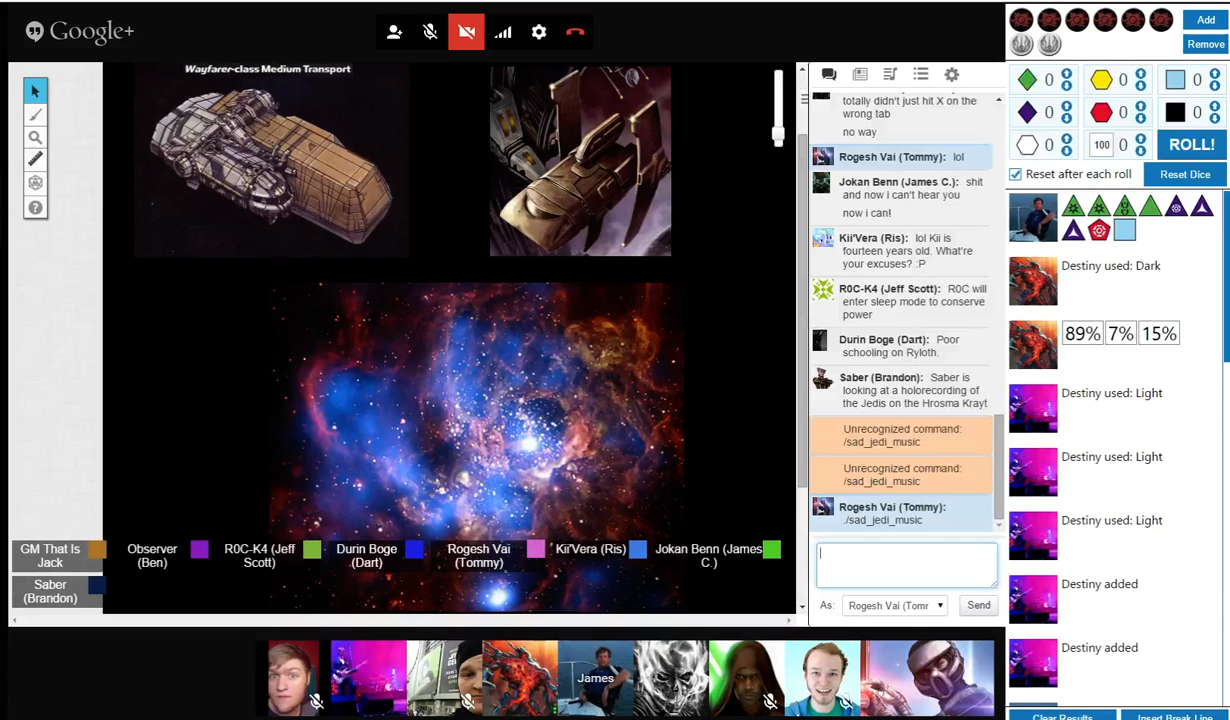 Google+
Add
Remove
Wayfarer-class Medium Transport
0 0 0
0 0 0
0 100 0 ROLL!
Reset after each roll
Reset Dice
totally didn't just hit X on the
wrong tab
no way
Rogesh Vai (Tommy): lol
Jokan Benn (James C.): shit
and now i can't hear you
now i can!
Kii'Vera (Ris): lol Kii is
fourteen years old. What're
your excuses? :P
R0C-K4 (Jeff Scott): R0C will
enter sleep mode to conserve
power
Durin Boge (Dart): Poor
schooling on Ryloth.
Saber (Brandon): Saber is
looking at a holorecording of
the Jedis on the Hrosma Krayt
Unrecognized command:
/sad_jedi_music
Unrecognized command:
/sad_jedi_music
Rogesh Vai (Tommy):
./sad_jedi_music
As: Rogesh Vai (Tomr
Send
Destiny used: Dark
89% 7% 15%
Destiny used: Light
Destiny used: Light
Destiny used: Light
Destiny added
Destiny added
Clear Results
Insert Break Line
GM That Is
Jack
Observer
(Ben)
R0C-K4 (Jeff
Scott)
Durin Boge
(Dart)
Rogesh Vai
(Tommy)
Kii'Vera (Ris)
Jokan Benn (James
C.)
Saber
(Brandon)
James